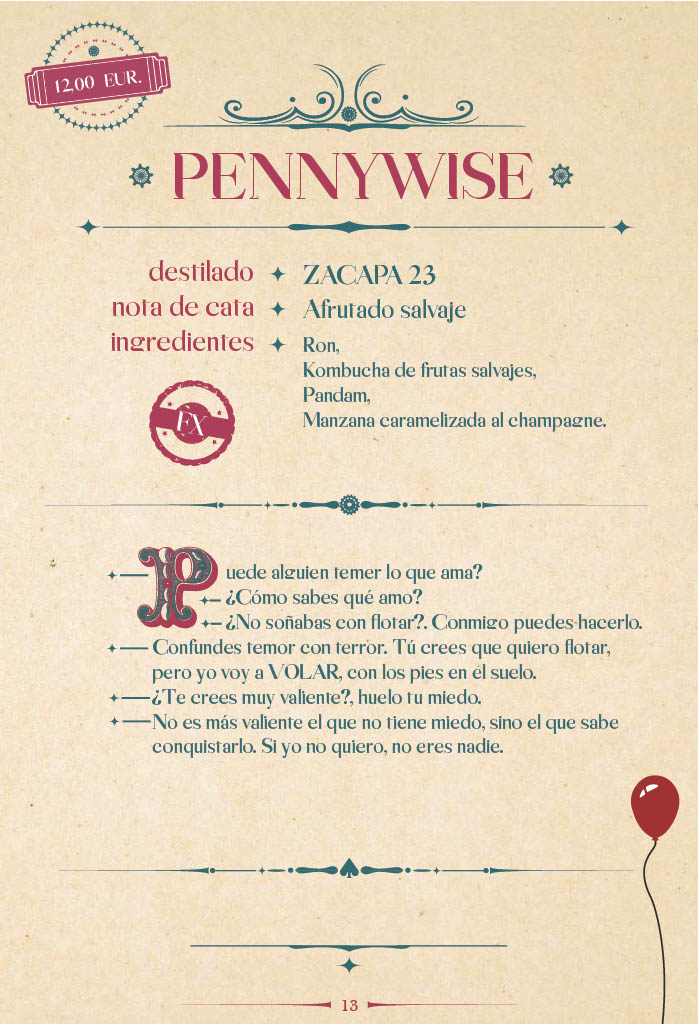 12,00 EUR.
PENNYWISE
destilado ZACAPA 23
nota de cata Afrutado salvaje
ingredientes Ron,
Kombucha de frutas salvajes,
Pandam,
Manzana caramelizada al champagne.
FX
Puede alguien temer lo que ama?
¿Cómo sabes qué amo?
¿No soñabas con flotar?. Conmigo puedes hacerlo.
Confundes temor con terror. Tú crees que quiero flotar,
pero yo voy a VOLAR, con los pies en el suelo.
¿Te crees muy valiente?, huelo tu miedo.
No es más valiente el que no tiene miedo, sino el que sabe
conquistarlo. Si yo no quiero, no eres nadie.
13